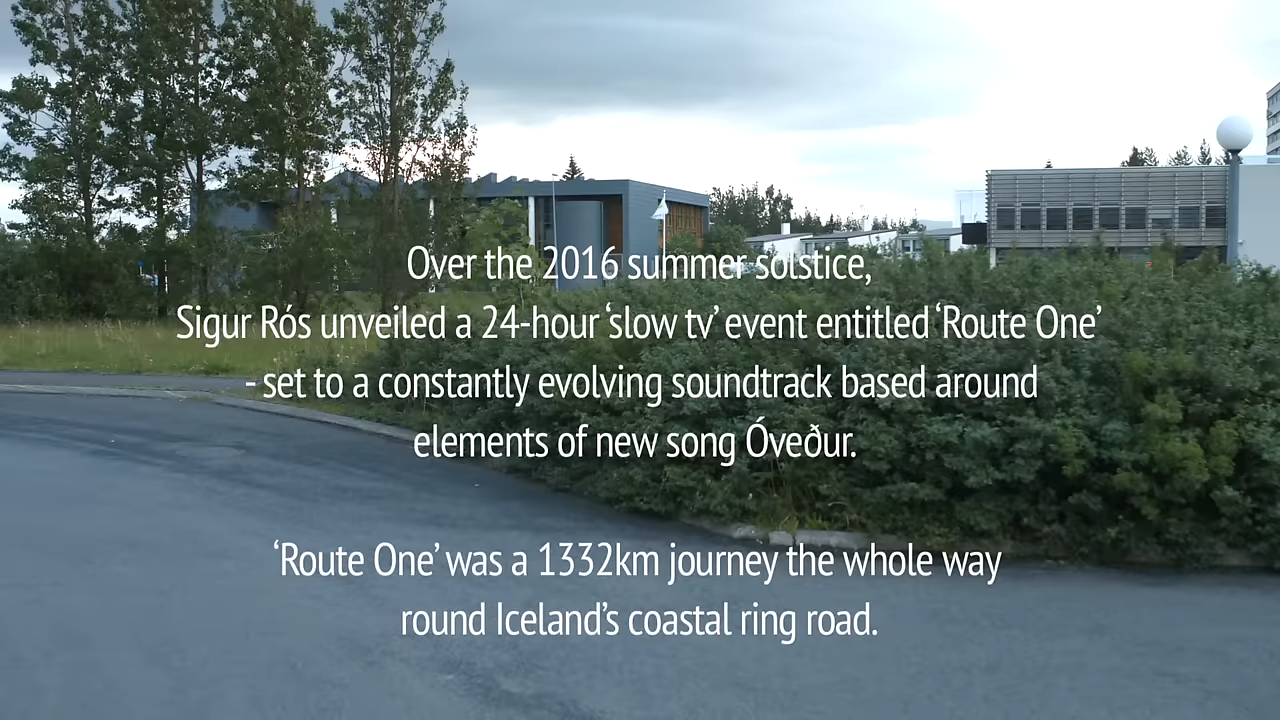 Over the 2016 summer solstice,
Sigur Rós unveiled a 24-hour ‘slow tv’ event entitled ‘Route One’
- set to a constantly evolving soundtrack based around
elements of new song Óveður.
‘Route One’ was a 1332km journey the whole way
round Iceland’s coastal ring road.